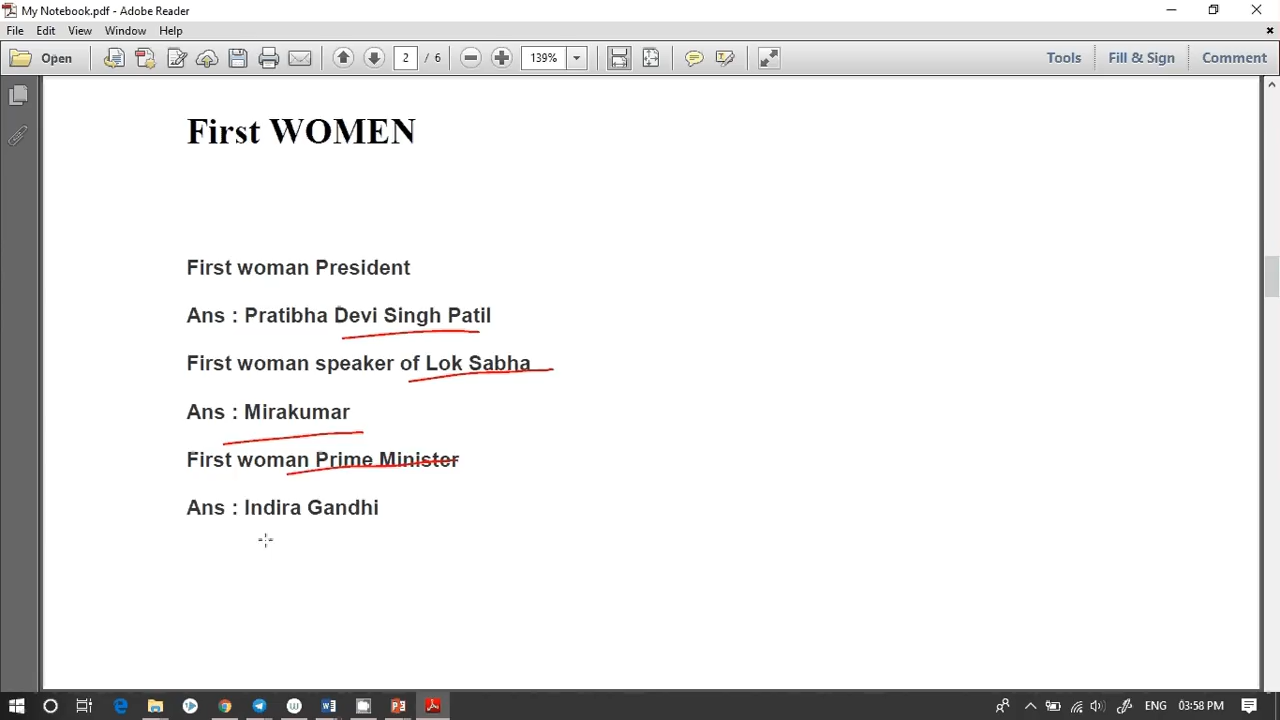 My Notebook.pdf - Adobe Reader
File Edit View Window Help
Open 2 / 6 139% Tools Fill & Sign Comment
First WOMEN
First woman President
Ans : Pratibha Devi Singh Patil
First woman speaker of Lok Sabha
Ans : Mirakumar
First woman Prime Minister
Ans : Indira Gandhi
ENG 03:58 PM